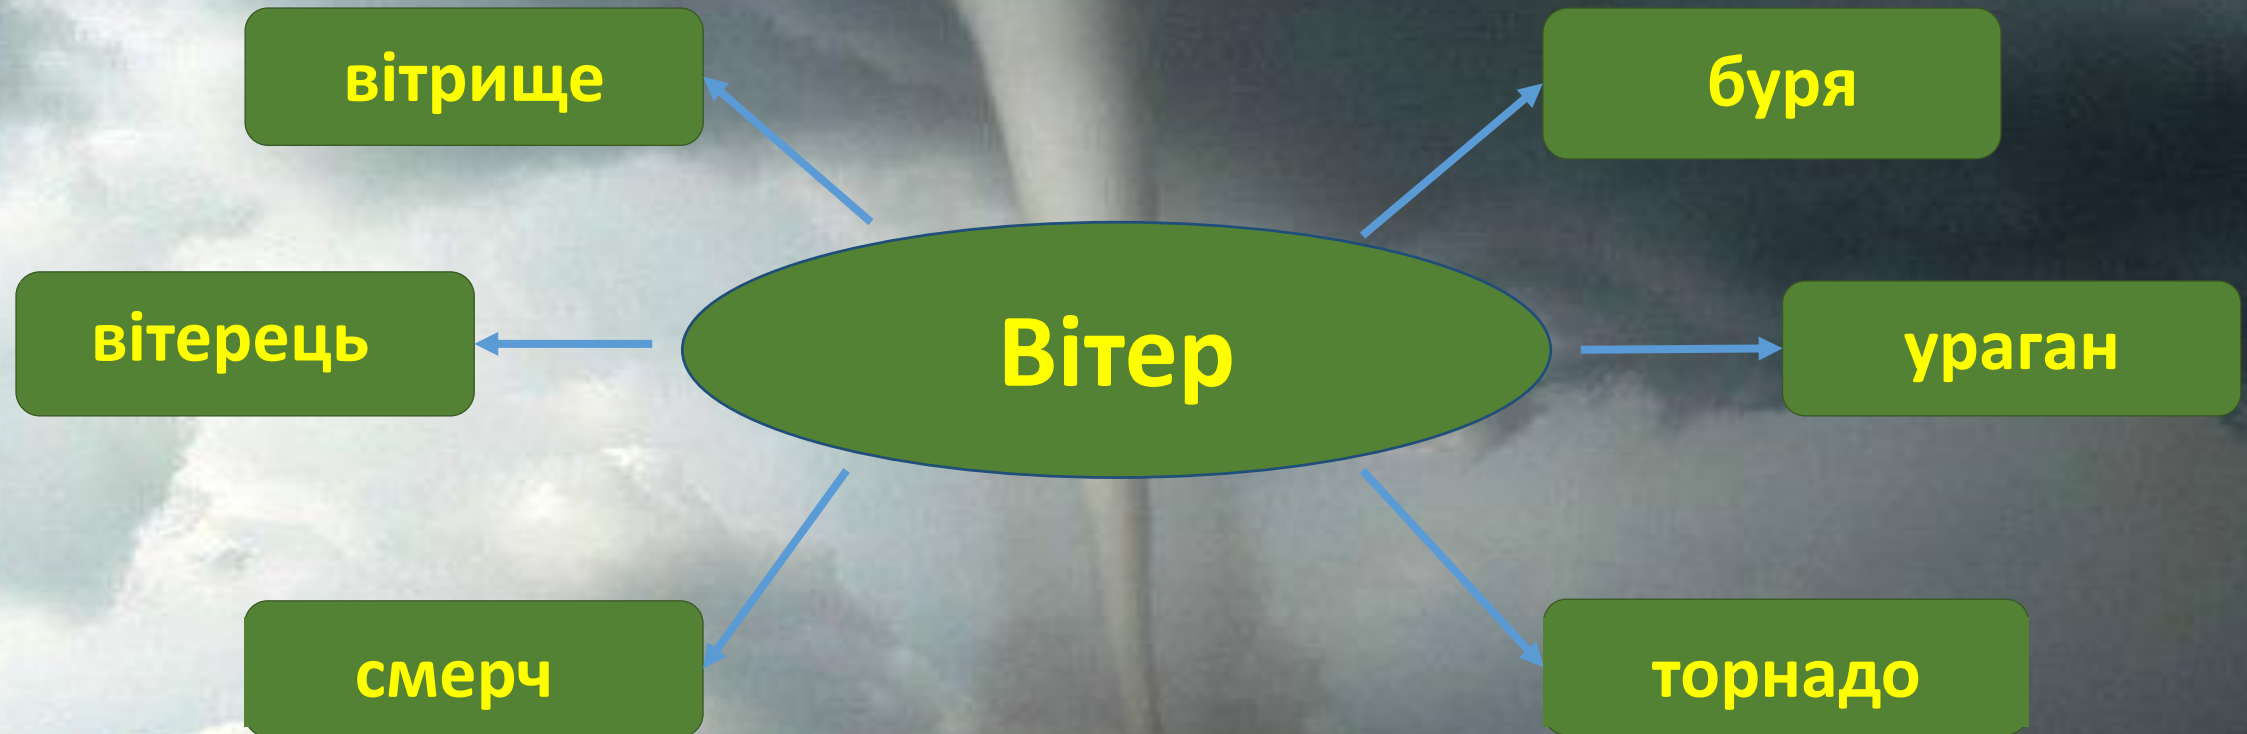 вітрище
буря
вітерець
Вітер
ураган
смерч
торнадо